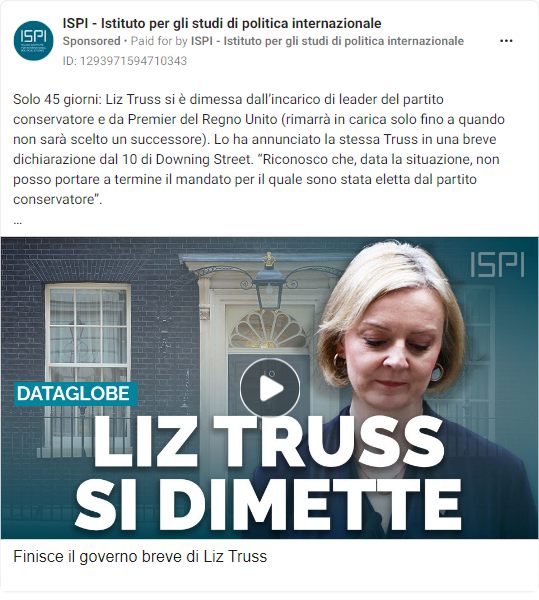 ISPI - Istituto per gli studi di politica internazionale
Sponsored • Paid for by ISPI - Istituto per gli studi di politica internazionale
ID: 1293971594710343
Solo 45 giorni: Liz Truss si è dimessa dall'incarico di leader del partito
conservatore e da Premier del Regno Unito (rimarrà in carica solo fino a quando
non sarà scelto un successore). Lo ha annunciato la stessa Truss in una breve
dichiarazione dal 10 di Downing Street. “Riconosco che, data la situazione, non
posso portare a termine il mandato per il quale sono stata eletta dal partito
conservatore”.
...
ISPI
DATAGLOBE
LIZ TRUSS
SI DIMETTE
Finisce il governo breve di Liz Truss